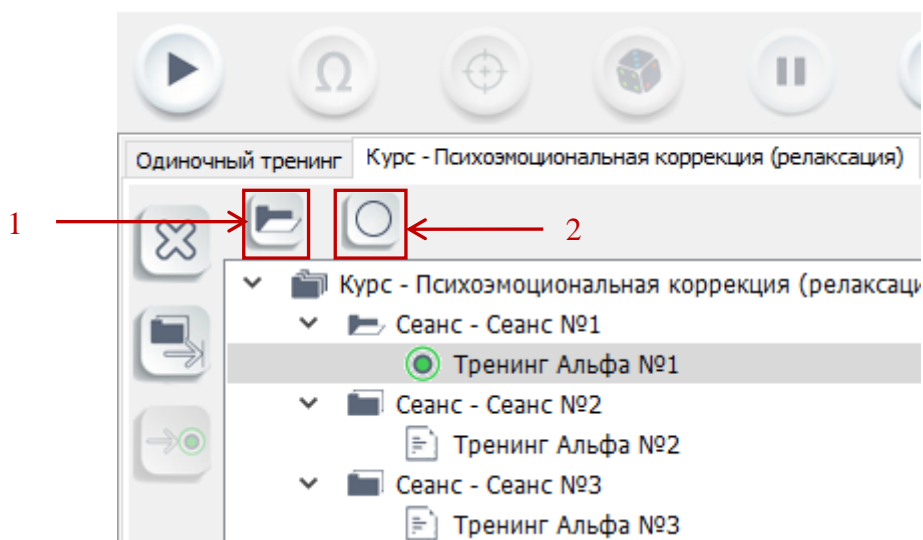 Одиночный тренинг
Курс - Психоэмоциональная коррекция (релаксация)
1
2
Курс - Психоэмоциональная коррекция (релаксаци
Сеанс - Сеанс №1
Тренинг Альфа №1
Сеанс - Сеанс №2
Тренинг Альфа №2
Сеанс - Сеанс №3
Тренинг Альфа №3